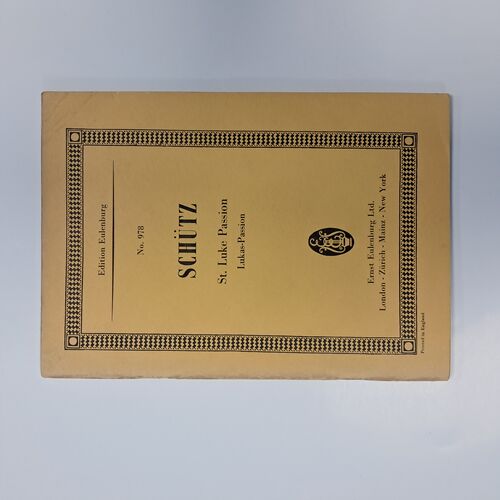 Edition Eulenburg
No. 978
SCHÜTZ
St. Luke Passion
Lukas-Passion
Ernst Eulenburg Ltd.
London · Zürich · Mainz · New York
Printed in England